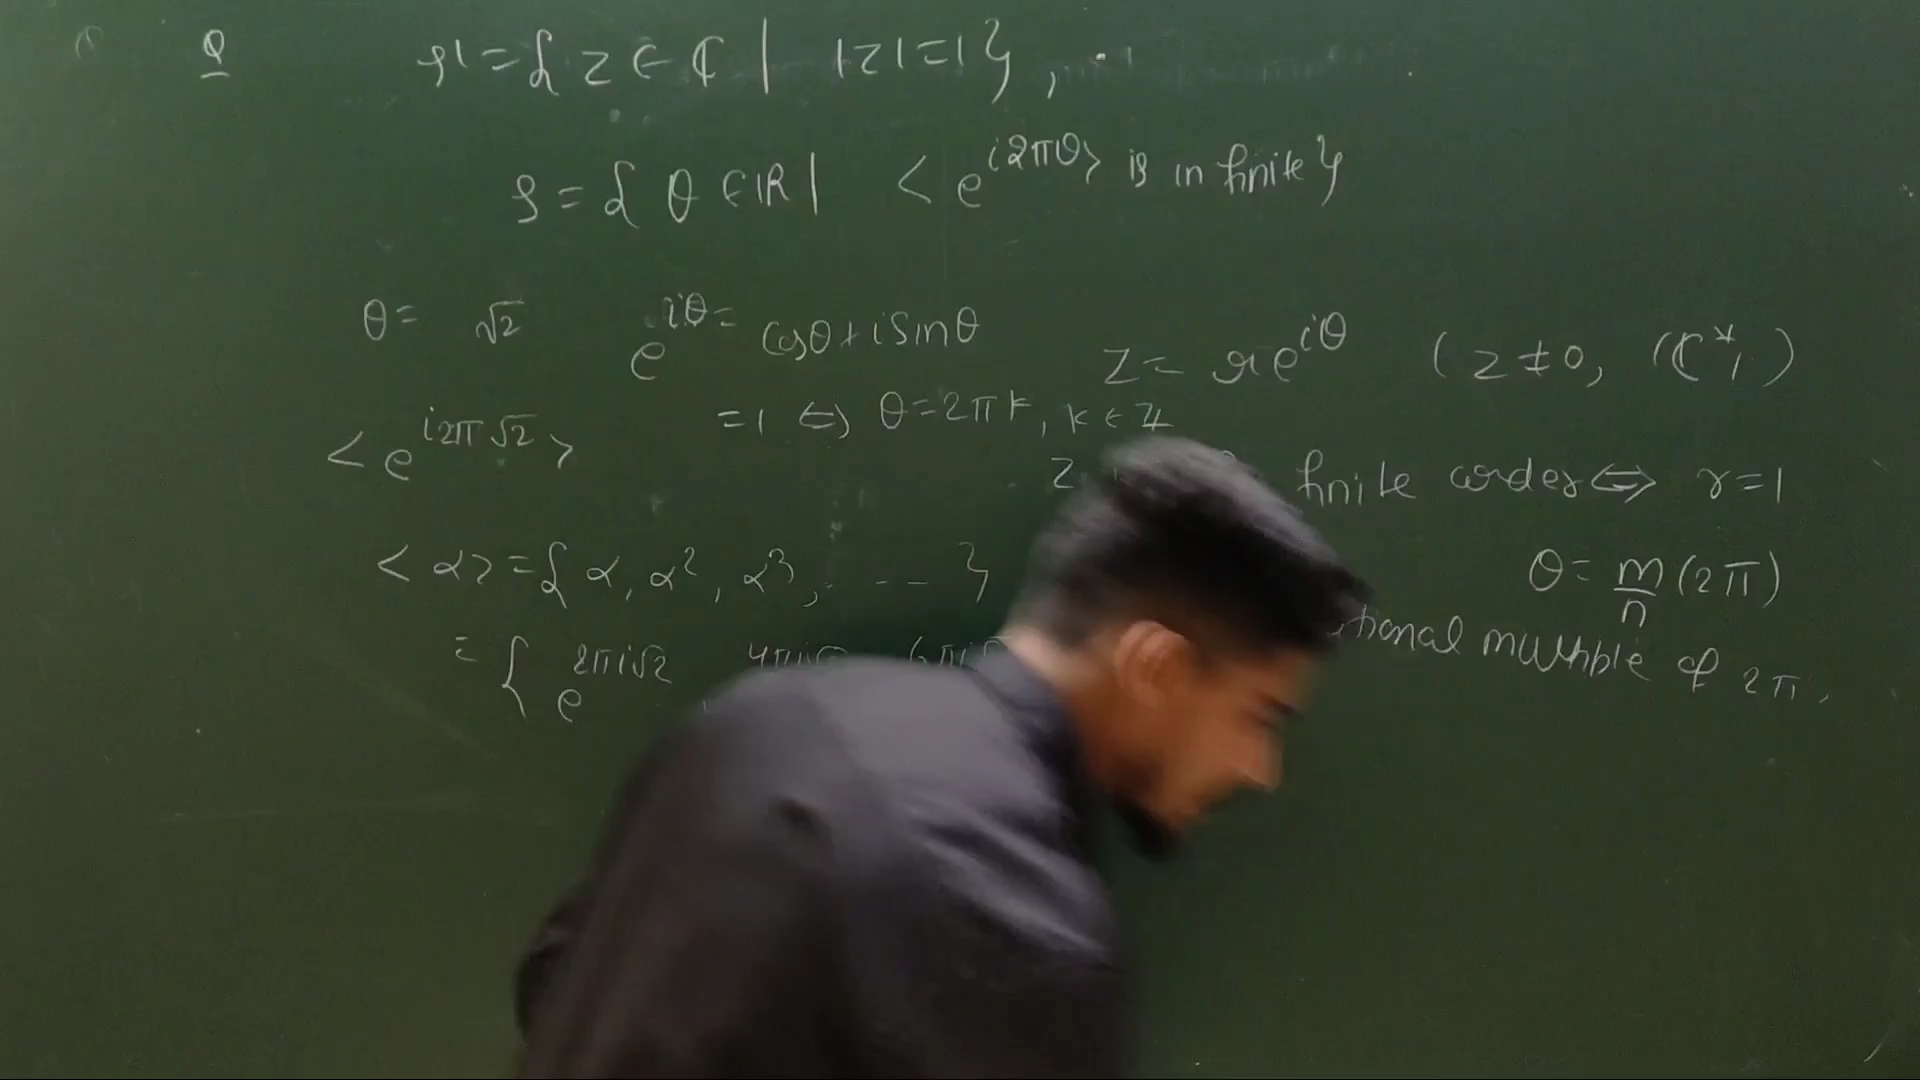 Q S¹ = { z ∈ ℂ | |z| = 1 },
S = { θ ∈ ℝ | < e^{i2πθ} > is infinite }
θ = √2 e^{iθ} = cosθ + i sinθ
z = re^{iθ} (z ≠ 0, (ℂ*, )
= 1 ⇔ θ = 2πk, k ∈ ℤ
< e^{i2π√2} >
z finite order ⇔ r = 1
< α > = { α, α², α³, - - - }
θ = m/n (2π)
multiple of 2π,
= { e^{2πi√2}